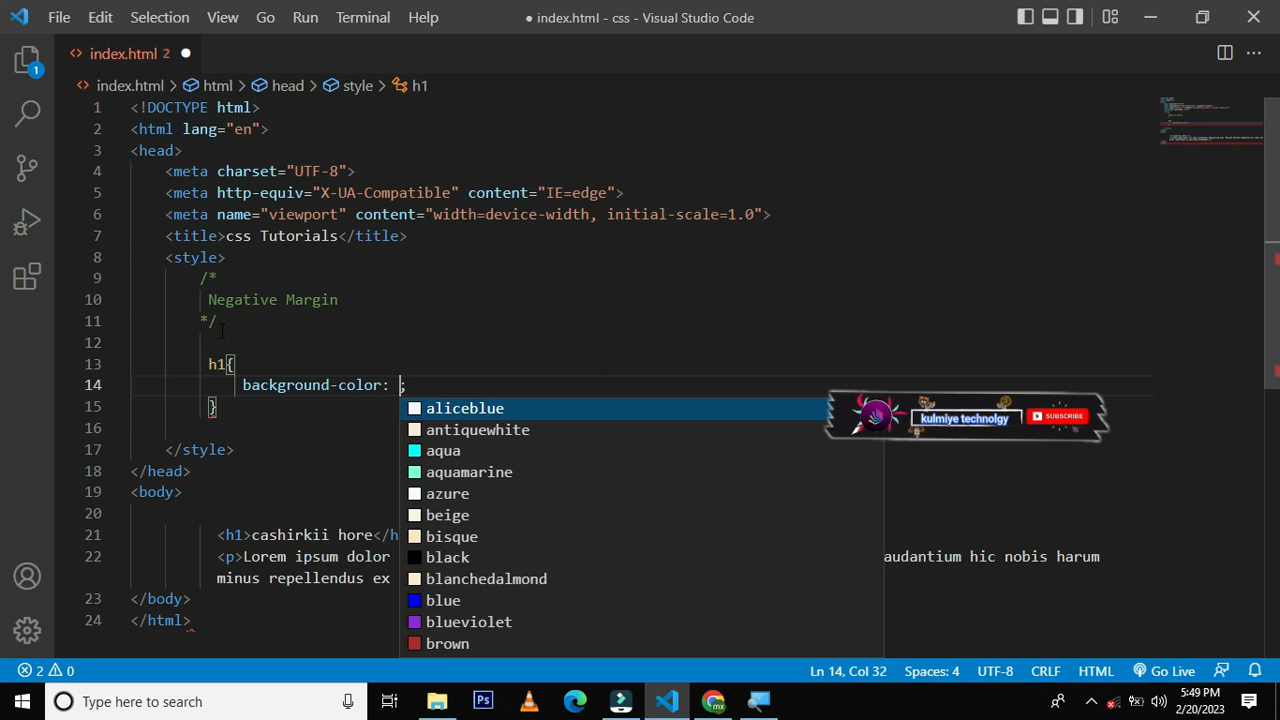 File Edit Selection View Go Run Terminal Help
● index.html - css - Visual Studio Code
index.html 2 ●
index.html > html > head > style > h1
1 <!DOCTYPE html>
2 <html lang="en">
3 <head>
4 <meta charset="UTF-8">
5 <meta http-equiv="X-UA-Compatible" content="IE=edge">
6 <meta name="viewport" content="width=device-width, initial-scale=1.0">
7 <title>css Tutorials</title>
8 <style>
9 /*
10 Negative Margin
11 */
12
13 h1{
14 background-color: ;
15 }
16
17 </style>
18 </head>
19 <body>
20
21 <h1>cashirkii hore</h
22 <p>Lorem ipsum dolor audantium hic nobis harum
minus repellendus ex
23 </body>
24 </html>
aliceblue
antiquewhite
aqua
aquamarine
azure
beige
bisque
black
blanchedalmond
blue
blueviolet
brown
kulmiye technolgy
SUBSCRIBE
1
2 0
Ln 14, Col 32 Spaces: 4 UTF-8 CRLF HTML Go Live
Type here to search
Ps
mx
5:49 PM
2/20/2023